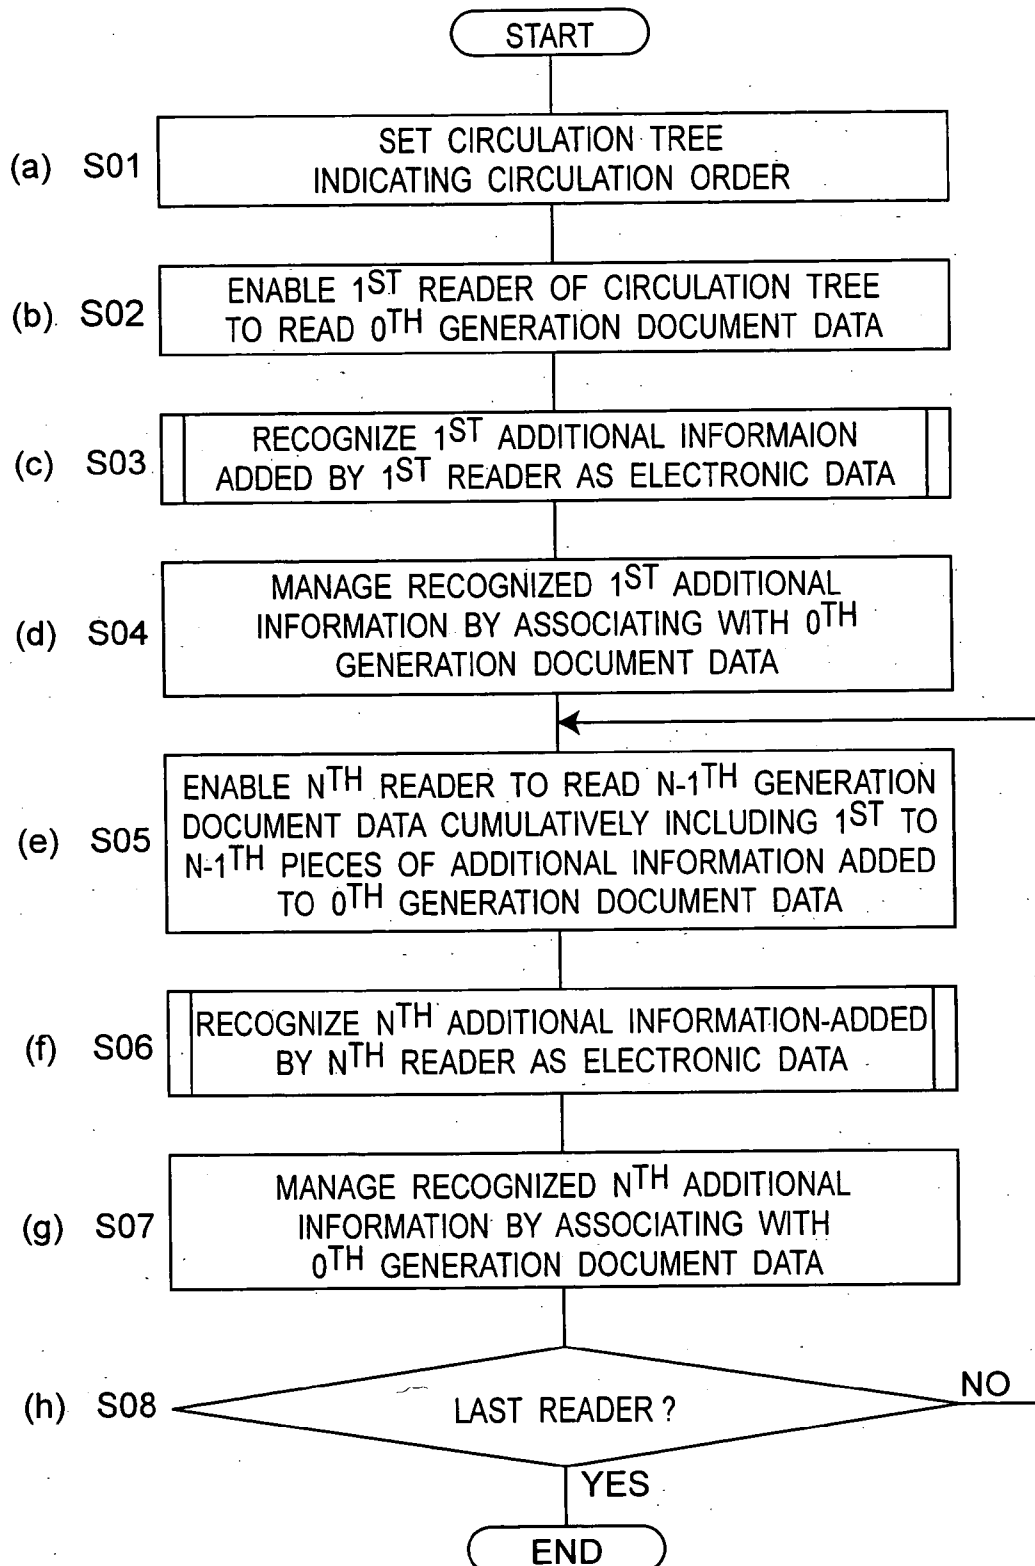 START
(a) S01
SET CIRCULATION TREE
INDICATING CIRCULATION ORDER
(b) S02
ENABLE 1ST READER OF CIRCULATION TREE
TO READ 0TH GENERATION DOCUMENT DATA
(c) S03
RECOGNIZE 1ST ADDITIONAL INFORMAION
ADDED BY 1ST READER AS ELECTRONIC DATA
(d) S04
MANAGE RECOGNIZED 1ST ADDITIONAL
INFORMATION BY ASSOCIATING WITH 0TH
GENERATION DOCUMENT DATA
(e) S05
ENABLE NTH READER TO READ N-1TH GENERATION
DOCUMENT DATA CUMULATIVELY INCLUDING 1ST TO
N-1TH PIECES OF ADDITIONAL INFORMATION ADDED
TO 0TH GENERATION DOCUMENT DATA
(f) S06
RECOGNIZE NTH ADDITIONAL INFORMATION-ADDED
BY NTH READER AS ELECTRONIC DATA
(g) S07
MANAGE RECOGNIZED NTH ADDITIONAL
INFORMATION BY ASSOCIATING WITH
0TH GENERATION DOCUMENT DATA
(h) S08
LAST READER ?
NO
YES
END